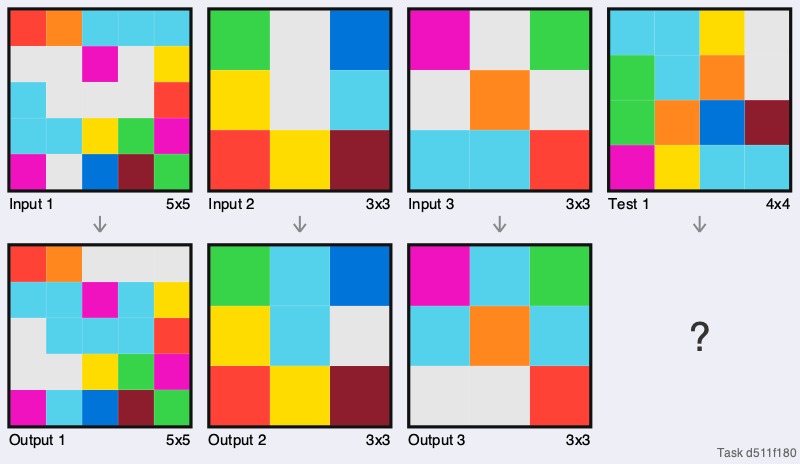 Input 1 5x5 Input 2 3x3 Input 3 3x3 Test 1 4x4
?
Output 1 5x5 Output 2 3x3 Output 3 3x3
Task d511f180